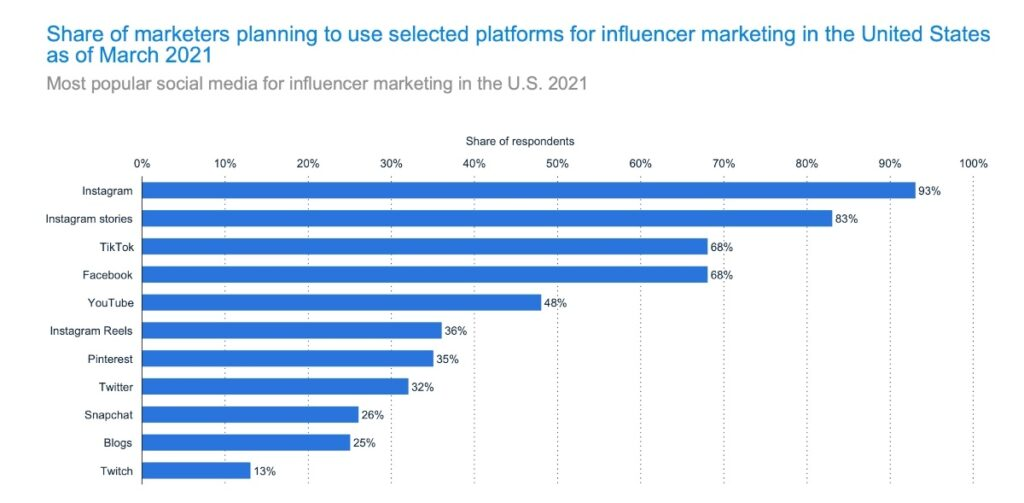 Share of marketers planning to use selected platforms for influencer marketing in the United States
as of March 2021
Most popular social media for influencer marketing in the U.S. 2021
Share of respondents
0% 10% 20% 30% 40% 50% 60% 70% 80% 90% 100%
Instagram 93%
Instagram stories 83%
TikTok 68%
Facebook 68%
YouTube 48%
Instagram Reels 36%
Pinterest 35%
Twitter 32%
Snapchat 26%
Blogs 25%
Twitch 13%